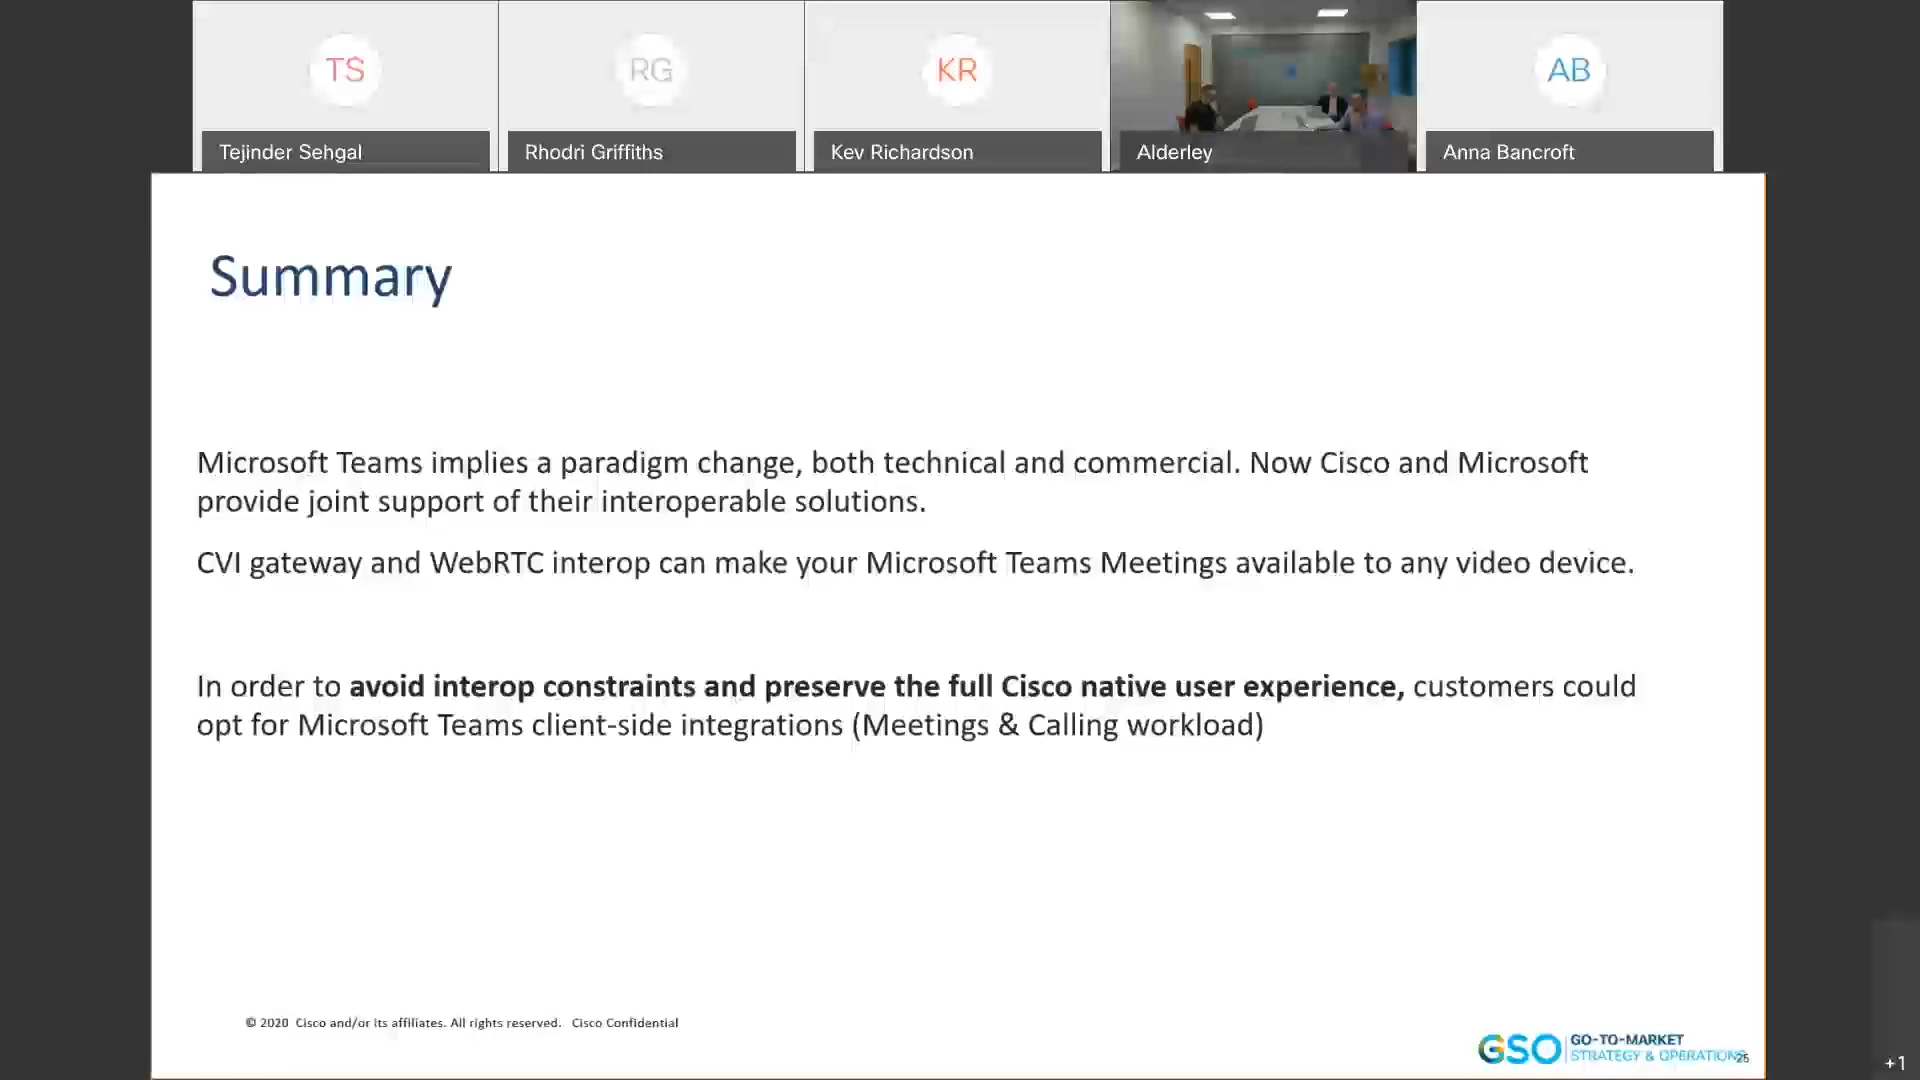 TS
RG
KR
AB
Tejinder Sehgal
Rhodri Griffiths
Kev Richardson
Alderley
Anna Bancroft
Summary
Microsoft Teams implies a paradigm change, both technical and commercial. Now Cisco and Microsoft
provide joint support of their interoperable solutions.
CVI gateway and WebRTC interop can make your Microsoft Teams Meetings available to any video device.
In order to avoid interop constraints and preserve the full Cisco native user experience, customers could
opt for Microsoft Teams client-side integrations (Meetings & Calling workload)
© 2020 Cisco and/or its affiliates. All rights reserved. Cisco Confidential
GSO
GO-TO-MARKET
STRATEGY & OPERATIONS
25
+1